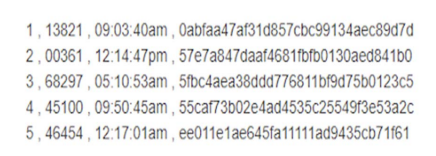 1 , 13821 , 09:03:40am , 0abfaa47af31d857cbc99134aec89d7d
2 , 00361 , 12:14:47pm , 57e7a847daaf4681fbfb0130aed841b0
3 , 68297 , 05:10:53am , 5fbc4aea38ddd776811bf9d75b0123c5
4 , 45100 , 09:50:45am , 55caf73b02e4ad4535c25549f3e53a2c
5 , 46454 , 12:17:01am , ee011e1ae645fa11111ad9435cb71f61